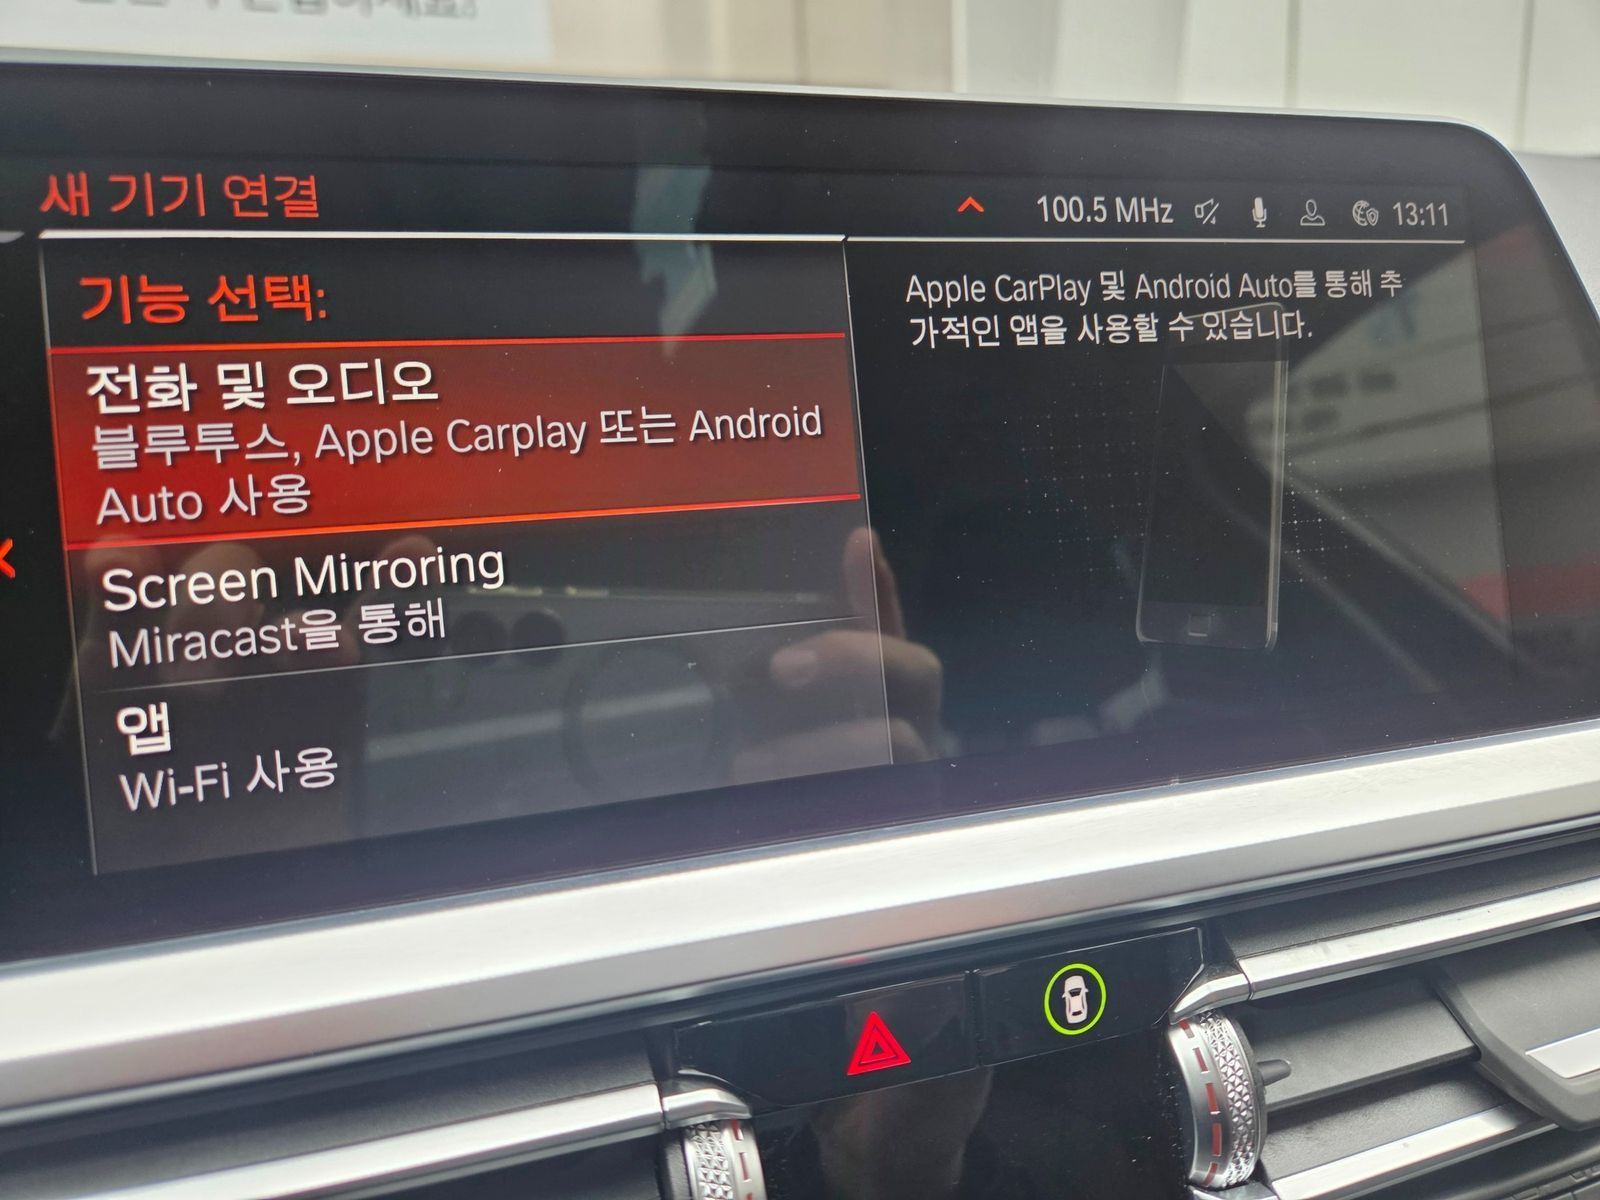 새 기기 연결
100.5 MHz 13:11
기능 선택:
전화 및 오디오
블루투스, Apple Carplay 또는 Android
Auto 사용
Screen Mirroring
Miracast을 통해
앱
Wi-Fi 사용
Apple CarPlay 및 Android Auto를 통해 추
가적인 앱을 사용할 수 있습니다.